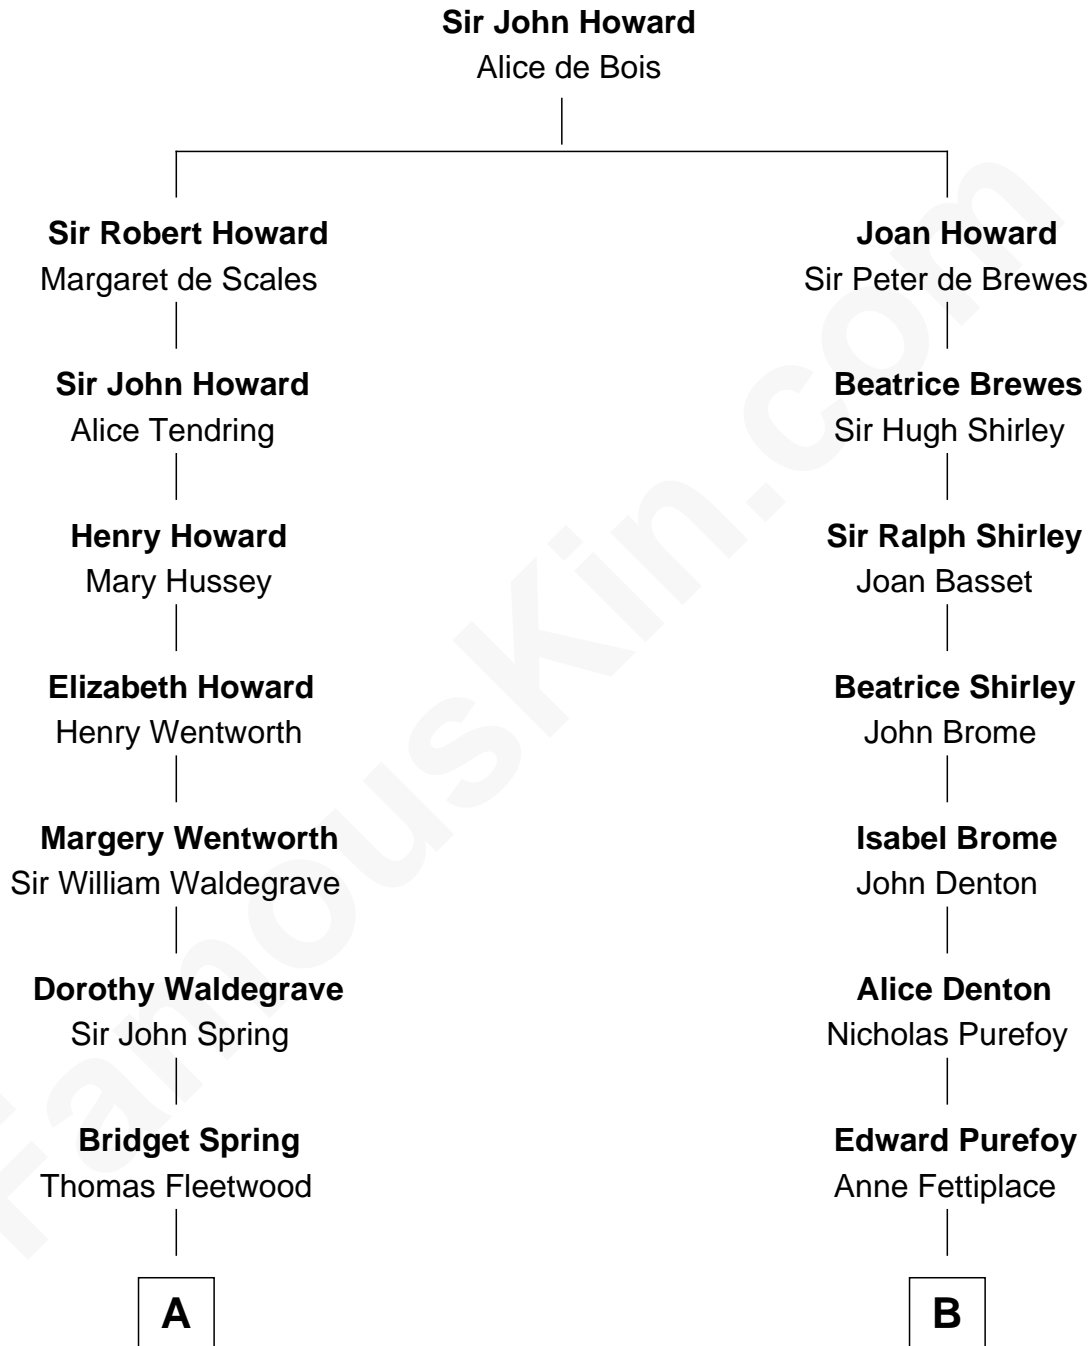 Sir John Howard
Alice de Bois
Sir Robert Howard
Margaret de Scales
Joan Howard
Sir Peter de Brewes
Sir John Howard
Alice Tendring
Beatrice Brewes
Sir Hugh Shirley
Henry Howard
Mary Hussey
Sir Ralph Shirley
Joan Basset
Elizabeth Howard
Henry Wentworth
Beatrice Shirley
John Brome
Margery Wentworth
Sir William Waldegrave
Isabel Brome
John Denton
Dorothy Waldegrave
Sir John Spring
Alice Denton
Nicholas Purefoy
Bridget Spring
Thomas Fleetwood
Edward Purefoy
Anne Fettiplace
A
B
FamousKin.com